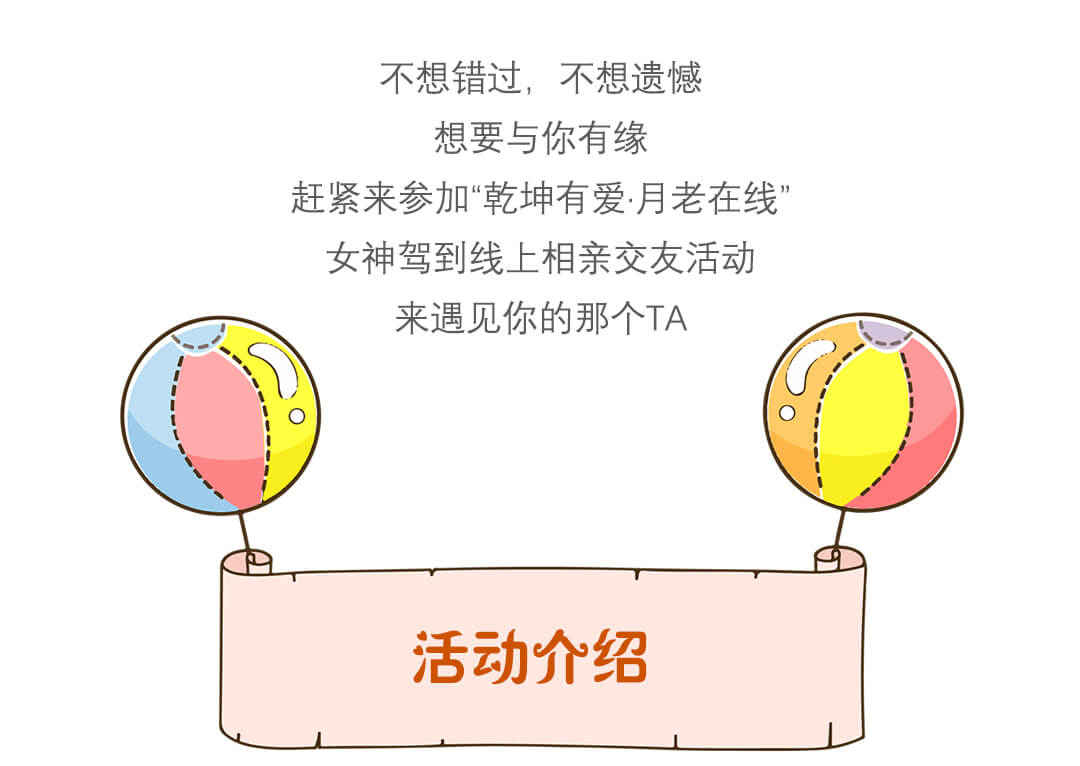 不想错过，不想遗憾
想要与你有缘
赶紧来参加“乾坤有爱·月老在线”
女神驾到线上相亲交友活动
来遇见你的那个TA
活动介绍